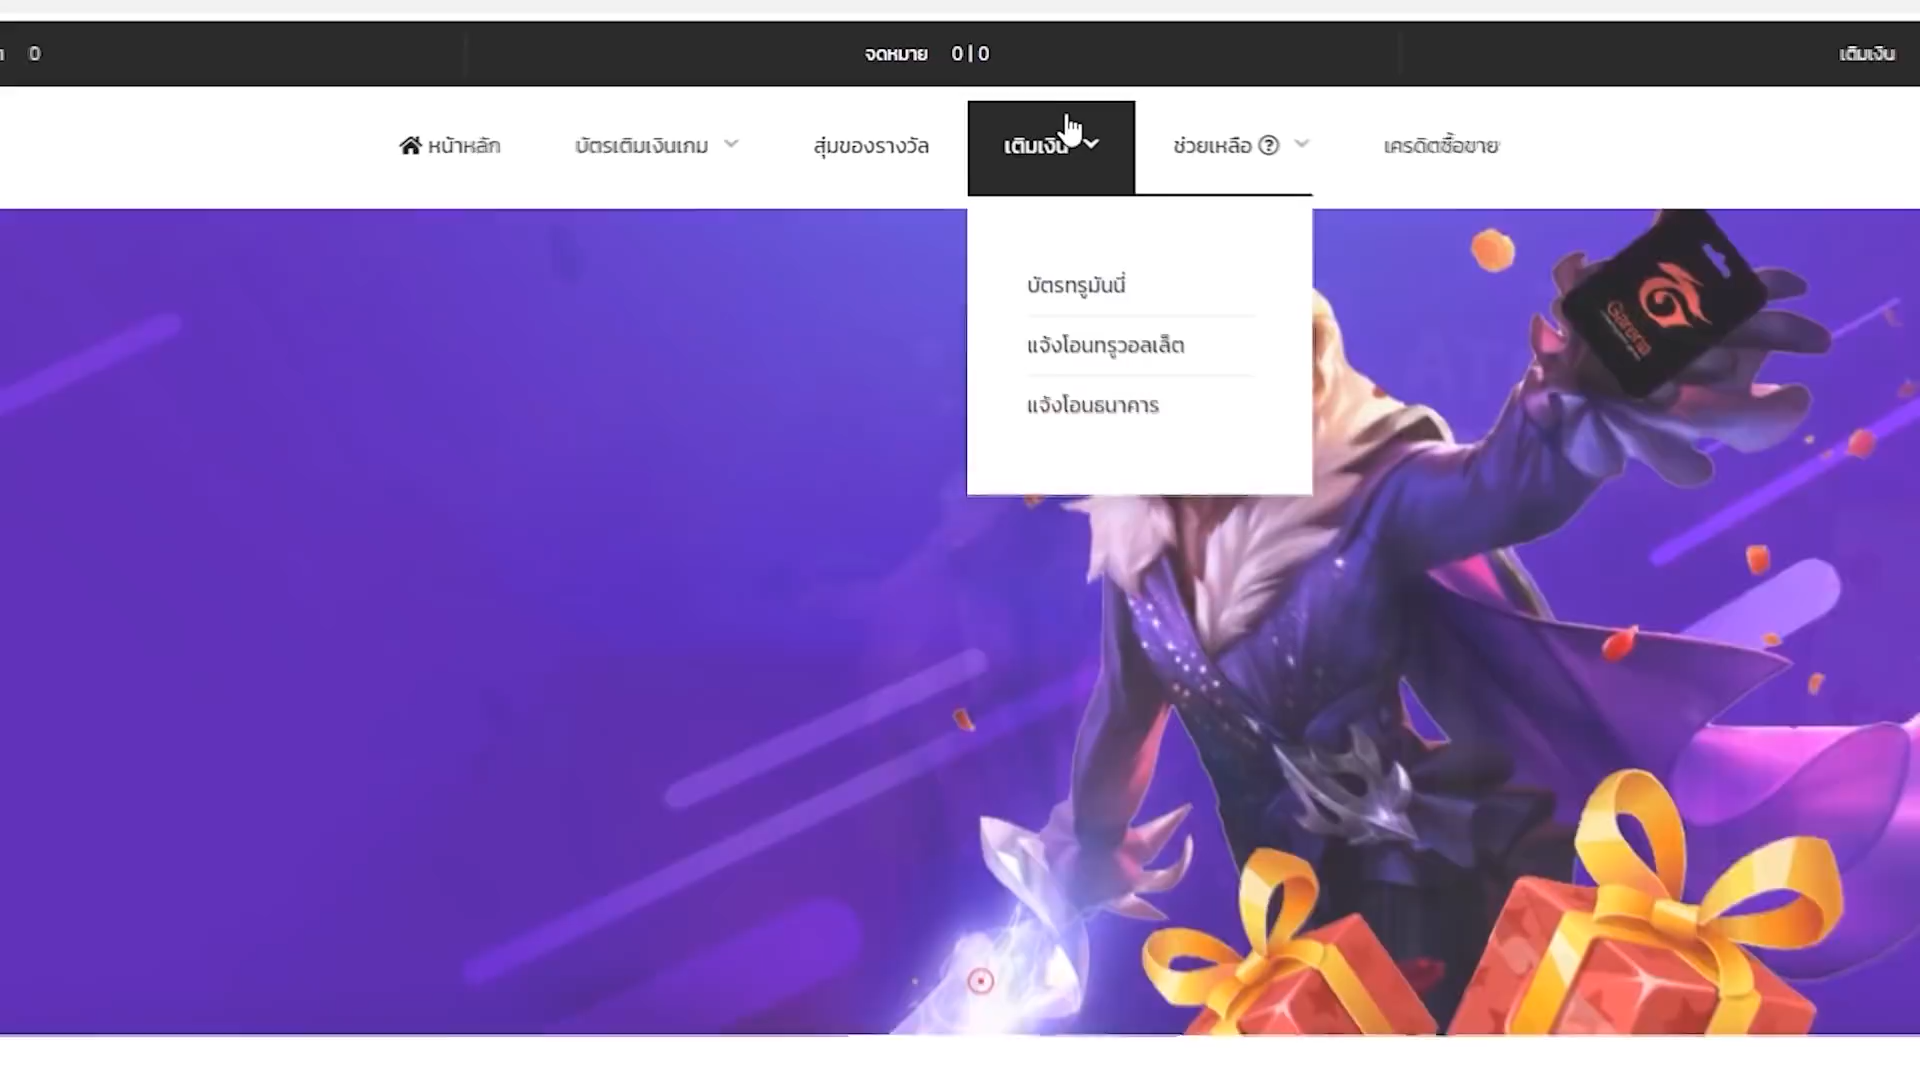 0
จดหมาย 0 | 0
เติมเงิน
หน้าหลัก
บัตรเติมเงินเกม
สุ่มของรางวัล
เติมเงิน
ช่วยเหลือ
เครดิตซื้อขาย
บัตรทรูมันนี่
แจ้งโอนทรูวอลเล็ต
แจ้งโอนธนาคาร
Garena